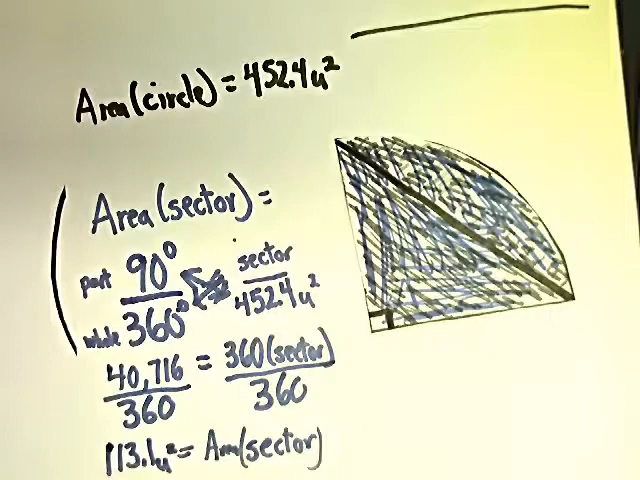 Area(circle) = 452.4u²
Area(sector) =
part 90° sector
whole 360° 452.4u²
40,716 = 360(sector)
360 360
113.1u² = Area(sector)